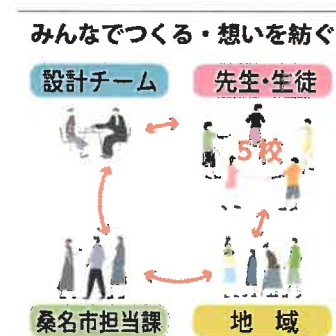 みんなでつくる・想いを紡ぐ
設計チーム
先生・生徒
5校
桑名市担当課
地域